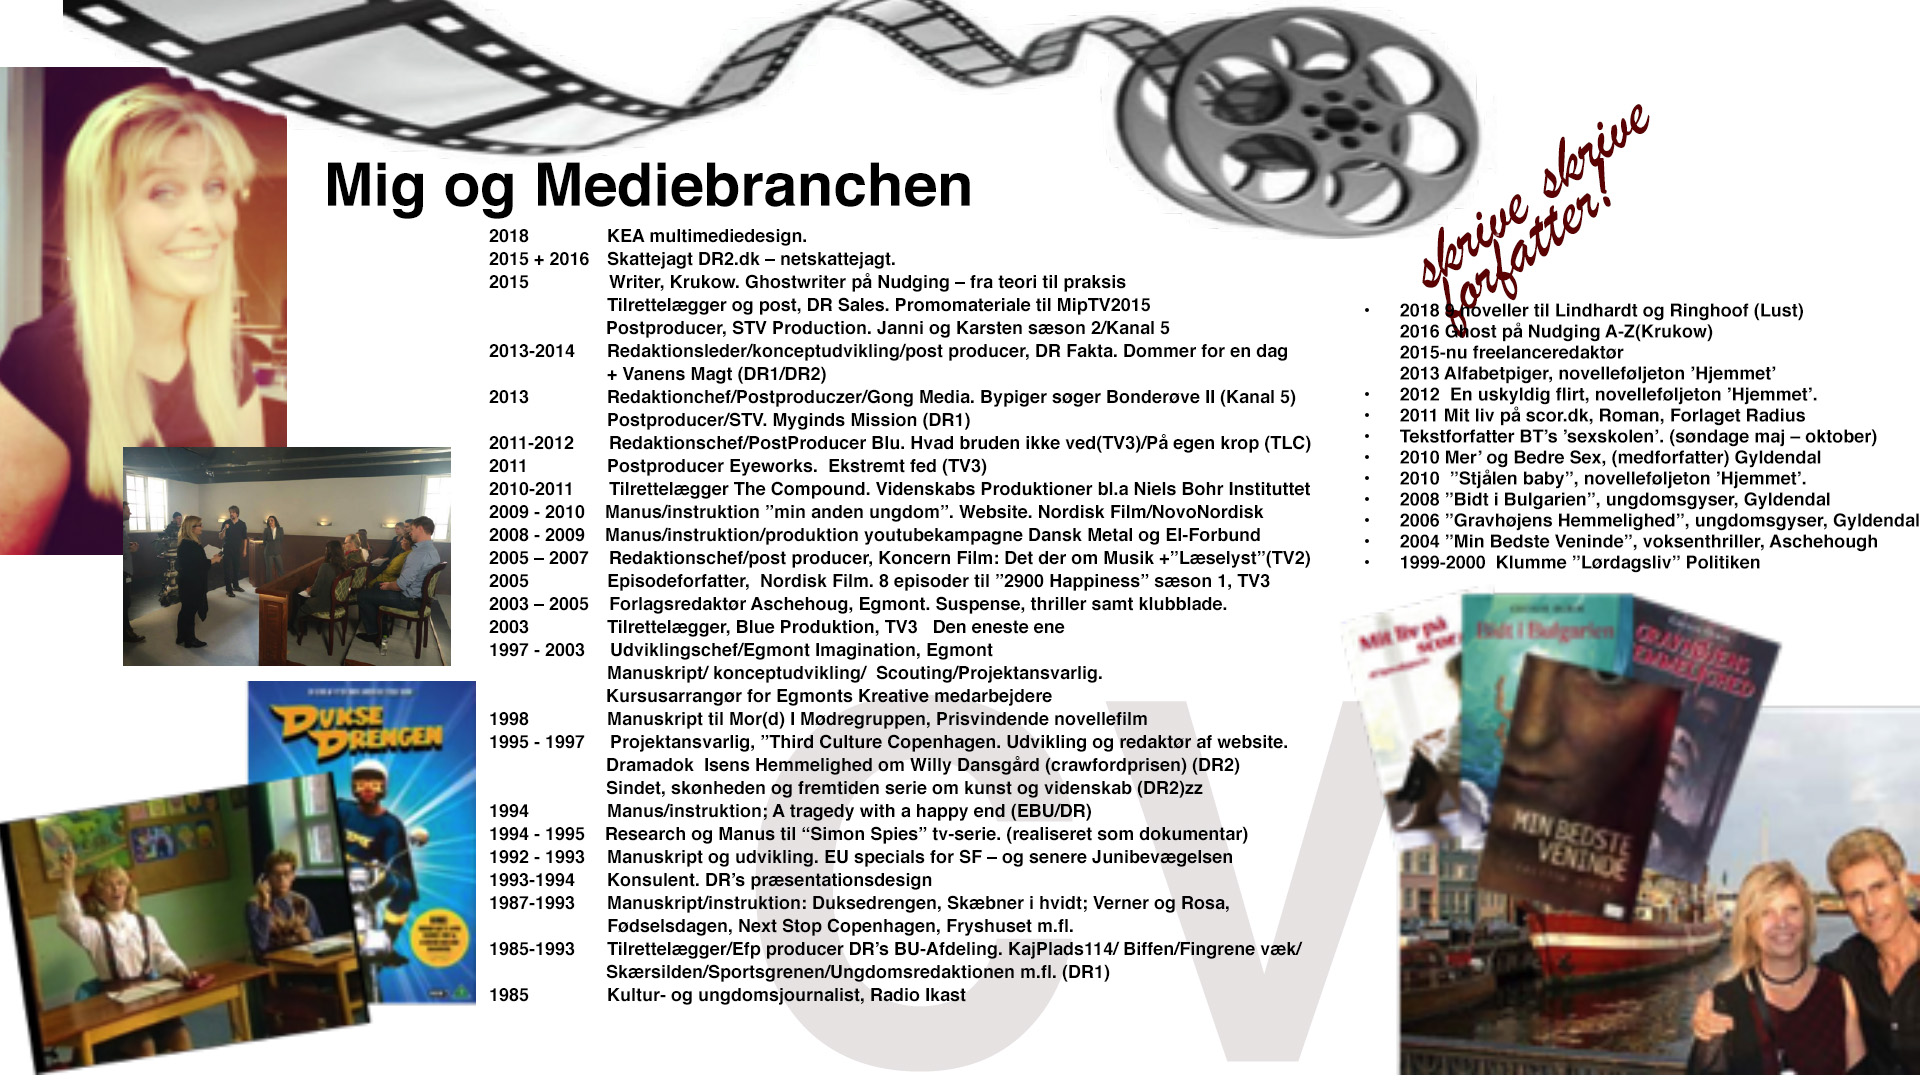 Mig og Mediebranchen
2018 KEA multimediedesign.
2015 + 2016 Skattejagt DR2.dk – netskattejagt.
2015 Writer, Krukow. Ghostwriter på Nudging – fra teori til praksis
Tilrettelægger og post, DR Sales. Promomateriale til MipTV2015
Postproducer, STV Production. Janni og Karsten sæson 2/Kanal 5
2013-2014 Redaktionsleder/konceptudvikling/post producer, DR Fakta. Dommer for en dag
+ Vanens Magt (DR1/DR2)
2013 Redaktionchef/Postproduczer/Gong Media. Bypiger søger Bonderøve II (Kanal 5)
Postproducer/STV. Myginds Mission (DR1)
2011-2012 Redaktionschef/PostProducer Blu. Hvad bruden ikke ved(TV3)/På egen krop (TLC)
2011 Postproducer Eyeworks. Ekstremt fed (TV3)
2010-2011 Tilrettelægger The Compound. Videnskabs Produktioner bl.a Niels Bohr Instituttet
2009 - 2010 Manus/instruktion ”min anden ungdom”. Website. Nordisk Film/NovoNordisk
2008 - 2009 Manus/instruktion/produktion youtubekampagne Dansk Metal og El-Forbund
2005 – 2007 Redaktionschef/post producer, Koncern Film: Det der om Musik +”Læselyst”(TV2)
2005 Episodeforfatter, Nordisk Film. 8 episoder til ”2900 Happiness” sæson 1, TV3
2003 – 2005 Forlagsredaktør Aschehoug, Egmont. Suspense, thriller samt klubblade.
2003 Tilrettelægger, Blue Produktion, TV3 Den eneste ene
1997 - 2003 Udviklingschef/Egmont Imagination, Egmont
Manuskript/ konceptudvikling/ Scouting/Projektansvarlig.
Kursusarrangør for Egmonts Kreative medarbejdere
1998 Manuskript til Mor(d) I Mødregruppen, Prisvindende novellefilm
1995 - 1997 Projektansvarlig, ”Third Culture Copenhagen. Udvikling og redaktør af website.
Dramadok Isens Hemmelighed om Willy Dansgård (crawfordprisen) (DR2)
Sindet, skønheden og fremtiden serie om kunst og videnskab (DR2)zz
1994 Manus/instruktion; A tragedy with a happy end (EBU/DR)
1994 - 1995 Research og Manus til “Simon Spies” tv-serie. (realiseret som dokumentar)
1992 - 1993 Manuskript og udvikling. EU specials for SF – og senere Junibevægelsen
1993-1994 Konsulent. DR’s præsentationsdesign
1987-1993 Manuskript/instruktion: Duksedrengen, Skæbner i hvidt; Verner og Rosa,
Fødselsdagen, Next Stop Copenhagen, Fryshuset m.fl.
1985-1993 Tilrettelægger/Efp producer DR’s BU-Afdeling. KajPlads114/ Biffen/Fingrene væk/
Skærsilden/Sportsgrenen/Ungdomsredaktionen m.fl. (DR1)
1985 Kultur- og ungdomsjournalist, Radio Ikast
skrive skrive
forfatter!
• 2018 9 noveller til Lindhardt og Ringhoof (Lust)
2016 Ghost på Nudging A-Z(Krukow)
2015-nu freelanceredaktør
2013 Alfabetpiger, novelleføljeton ’Hjemmet’
• 2012 En uskyldig flirt, novelleføljeton ’Hjemmet’.
• 2011 Mit liv på scor.dk, Roman, Forlaget Radius
• Tekstforfatter BT’s ’sexskolen’. (søndage maj – oktober)
• 2010 Mer’ og Bedre Sex, (medforfatter) Gyldendal
• 2010 ”Stjålen baby”, novelleføljeton ’Hjemmet’.
• 2008 ”Bidt i Bulgarien”, ungdomsgyser, Gyldendal
• 2006 ”Gravhøjens Hemmelighed”, ungdomsgyser, Gyldendal
• 2004 ”Min Bedste Veninde”, voksenthriller, Aschehough
• 1999-2000 Klumme ”Lørdagsliv” Politiken
DUKSE
DRENGEN
Mit liv på
scor
Bidt i Bulgarien
GRAVHØJENS
HEMMELIGHED
MIN BEDSTE
VENINDE
CV